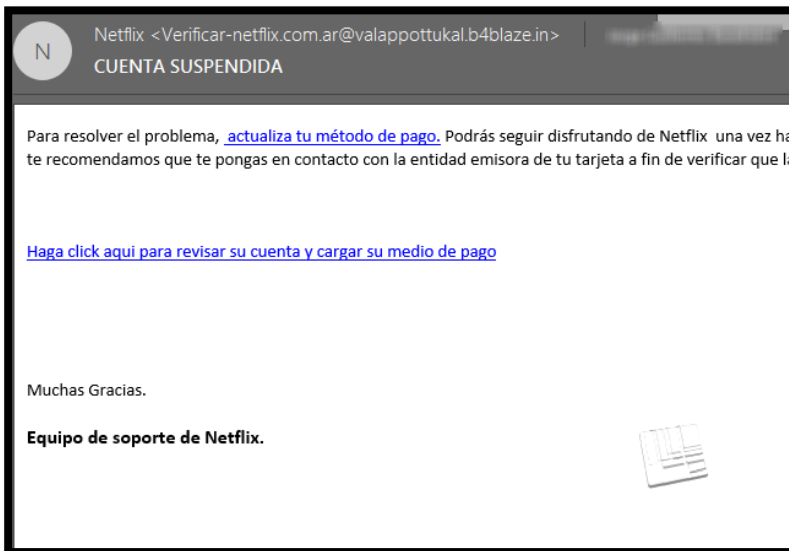 N
Netflix <Verificar-netflix.com.ar@valappottukal.b4blaze.in>
CUENTA SUSPENDIDA
Para resolver el problema, actualiza tu método de pago. Podrás seguir disfrutando de Netflix una vez ha
te recomendamos que te pongas en contacto con la entidad emisora de tu tarjeta a fin de verificar que la
Haga click aqui para revisar su cuenta y cargar su medio de pago
Muchas Gracias.
Equipo de soporte de Netflix.